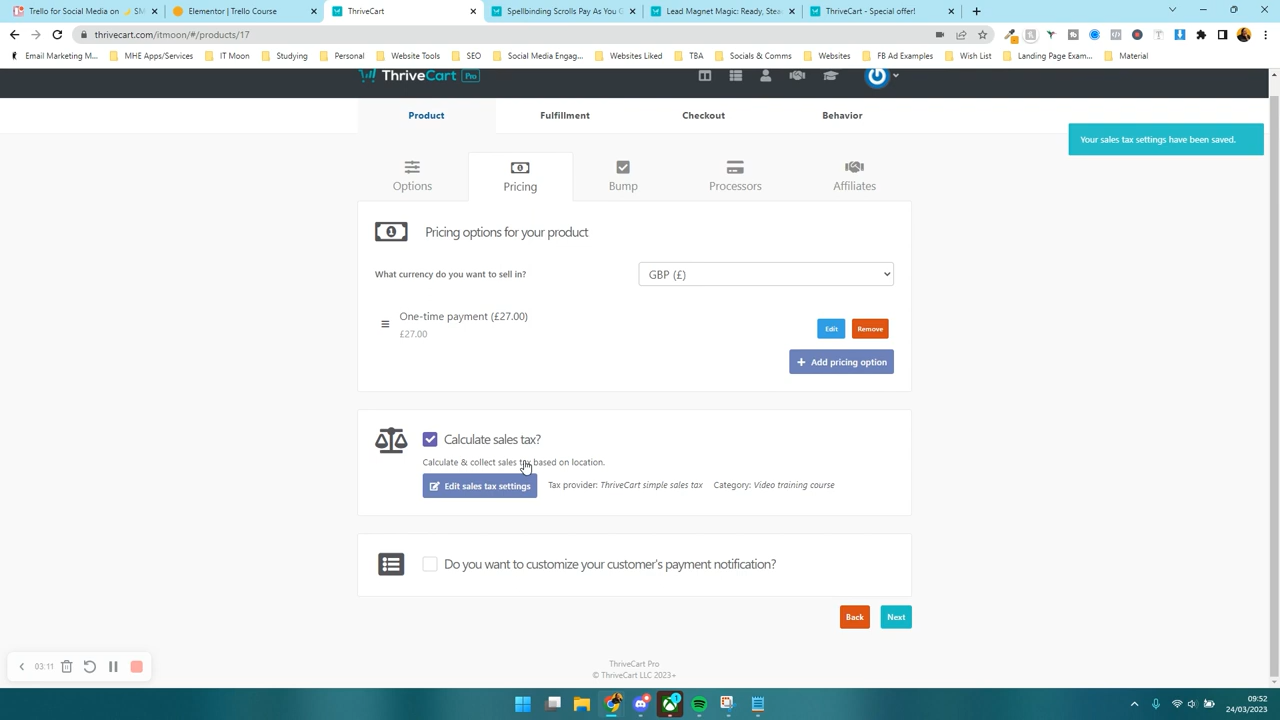 Trello for Social Media on
SM
Elementor | Trello Course
ThriveCart
Spellbinding Scrolls Pay As You G
Lead Magnet Magic: Ready, Stea
ThriveCart - Special offer!
thrivecart.com/itmoon/#/products/17
Email Marketing M...
MHE Apps/Services
IT Moon
Studying
Personal
Website Tools
SEO
Social Media Engag...
Websites Liked
TBA
Socials & Comms
Websites
FB Ad Examples
Wish List
Landing Page Exam...
Material
ThriveCart Pro
Product
Fulfillment
Checkout
Behavior
Your sales tax settings have been saved.
Options
Pricing
Bump
Processors
Affiliates
Pricing options for your product
What currency do you want to sell in?
GBP (£)
One-time payment (£27.00)
£27.00
Edit
Remove
+ Add pricing option
Calculate sales tax?
Calculate & collect sales tax based on location.
Edit sales tax settings
Tax provider: ThriveCart simple sales tax
Category: Video training course
Do you want to customize your customer's payment notification?
Back
Next
ThriveCart Pro
© ThriveCart LLC 2023+
03:11
09:52
24/03/2023